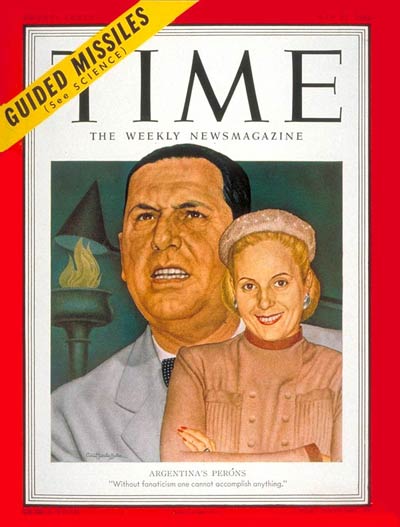 GUIDED MISSILES
(See SCIENCE)
TIME
THE WEEKLY NEWSMAGAZINE
ARGENTINA'S PERÓNS
"Without fanaticism one cannot accomplish anything."